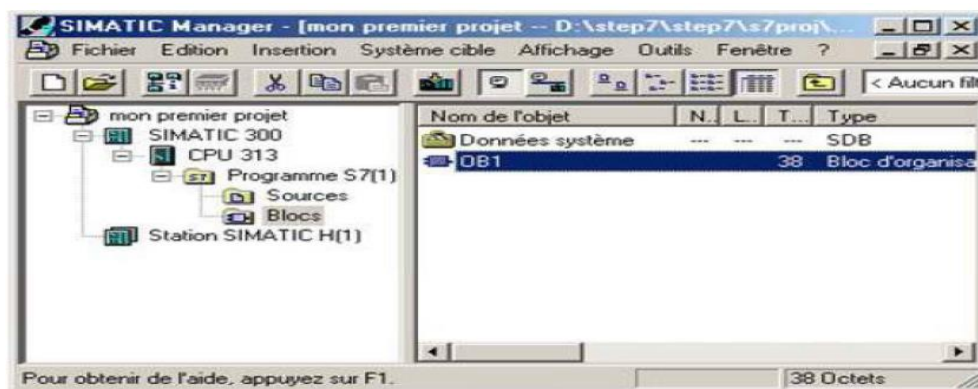 SIMATIC Manager - [mon premier projet -- D:\step7\step7\s7proj\...
Fichier Edition Insertion Système cible Affichage Outils Fenêtre ?
< Aucun filt
mon premier projet
SIMATIC 300
CPU 313
Programme S7(1)
Sources
Blocs
Station SIMATIC H(1)
Nom de l'objet N.. L.. T... Type
Données système --- --- --- SDB
OB1 38 Bloc d'organisa
Pour obtenir de l'aide, appuyez sur F1. 38 Octets